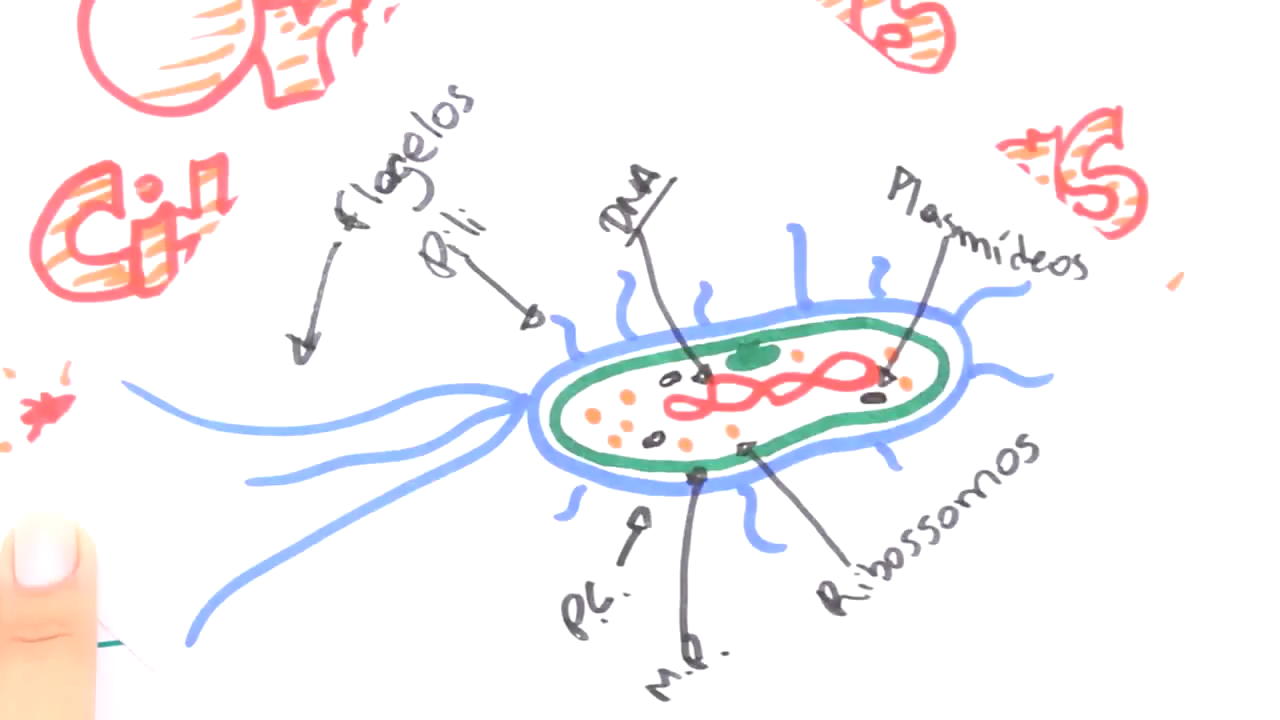 Flagelos
Pili
DNA
Plasmídeos
Ribossomos
P.C.
M.P.